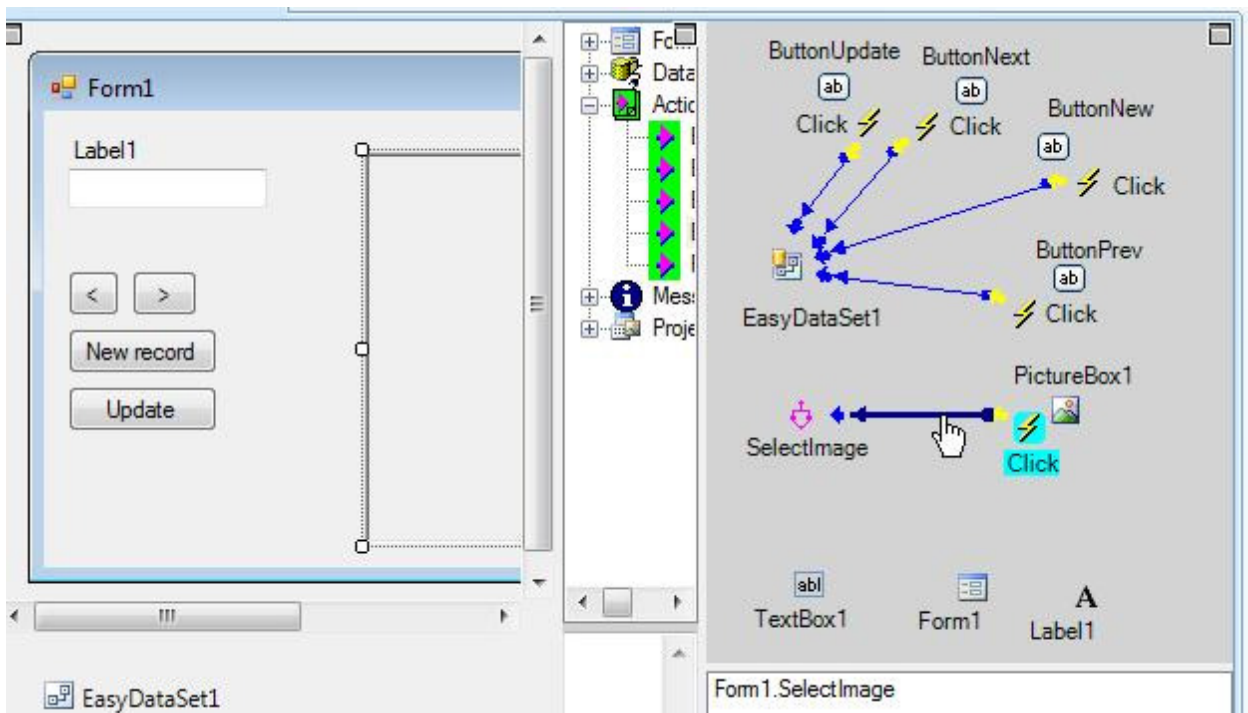 Form1
Label1
<
>
New record
Update
EasyDataSet1
Data
ButtonUpdate
ButtonNext
ab
ab
ButtonNew
Click
Click
ab
Click
ButtonPrev
ab
EasyDataSet1
Click
PictureBox1
SelectImage
Click
abl
TextBox1
Form1
A
Label1
Form1.SelectImage